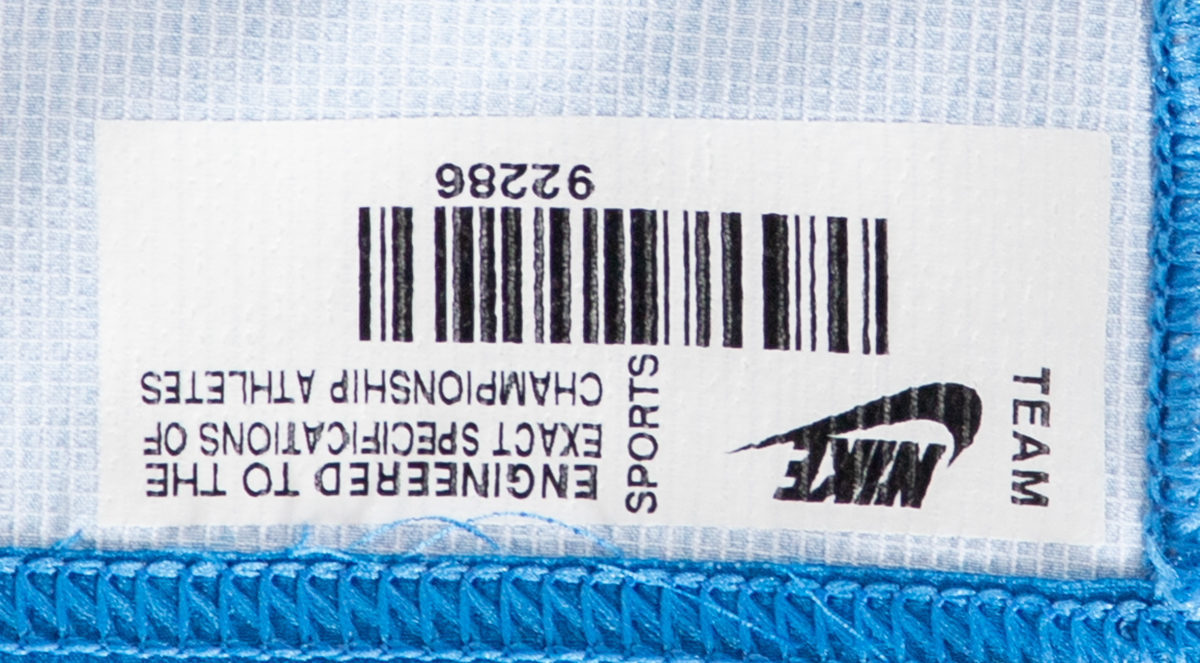 TEAM
NIKE
SPORTS
ENGINEERED TO THE
EXACT SPECIFICATIONS OF
CHAMPIONSHIP ATHLETES
92286